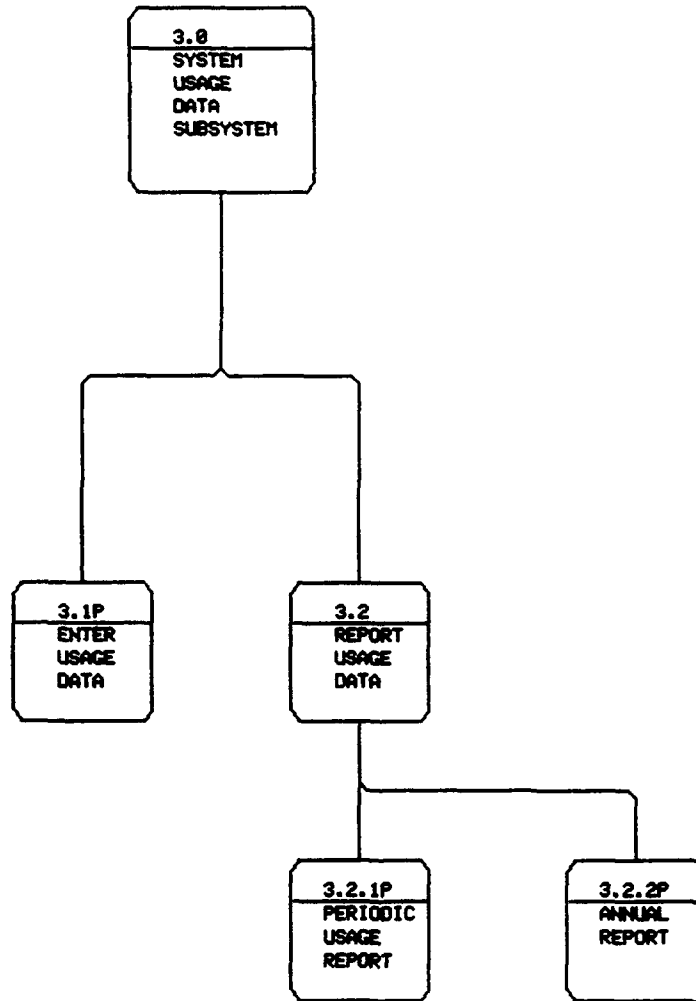 3.0
SYSTEM
USAGE
DATA
SUBSYSTEM
3.1P
ENTER
USAGE
DATA
3.2
REPORT
USAGE
DATA
3.2.1P
PERIODIC
USAGE
REPORT
3.2.2P
ANNUAL
REPORT